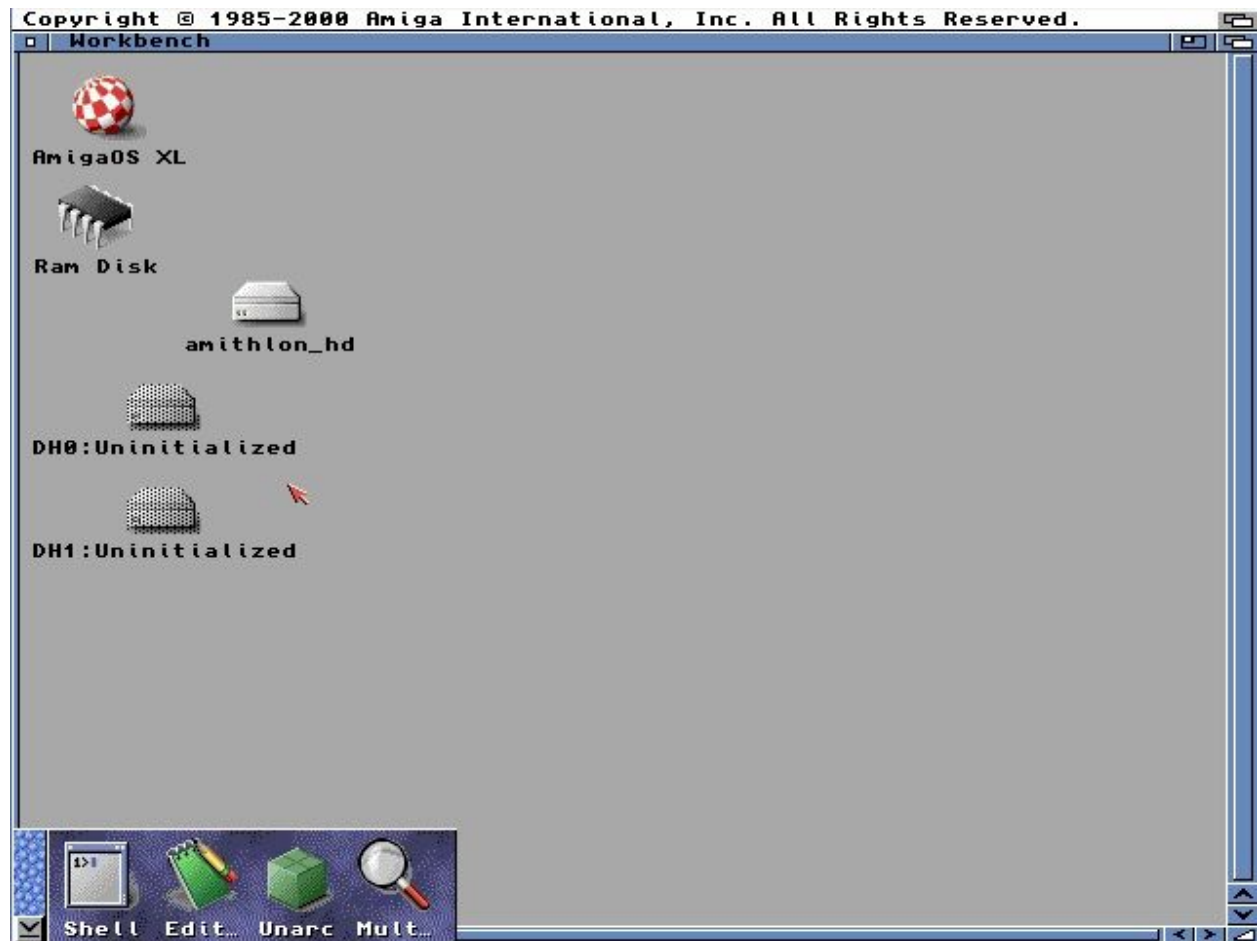 Copyright © 1985-2000 Amiga International, Inc. All Rights Reserved.
Workbench
AmigaOS XL
Ram Disk
amithlon_hd
DH0:Uninitialized
DH1:Uninitialized
1>
Shell Edit… Unarc Mult…